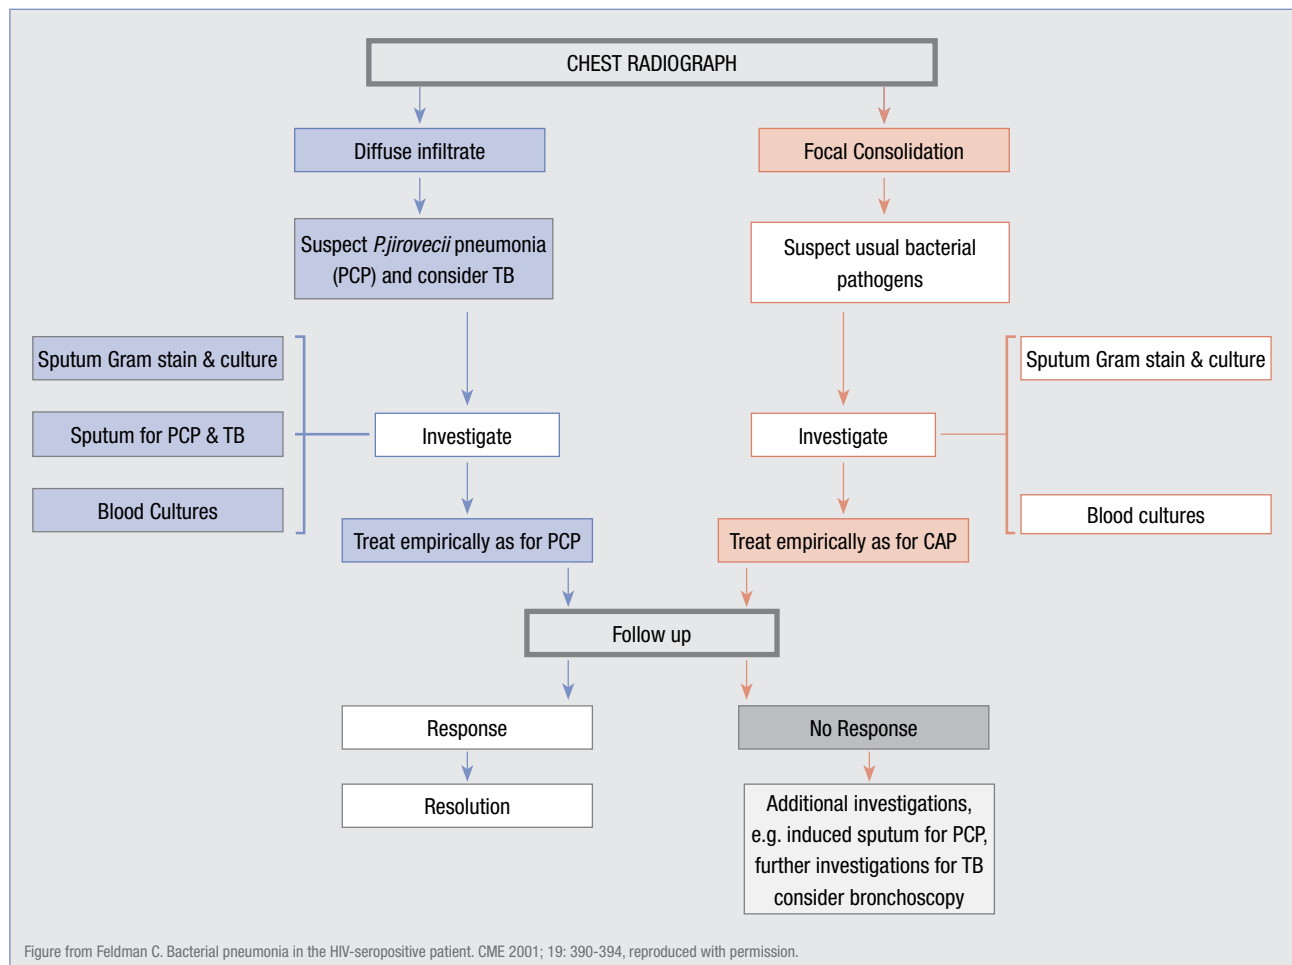 CHEST RADIOGRAPH
Diffuse infiltrate
Focal Consolidation
Suspect P.jirovecii pneumonia
(PCP) and consider TB
Suspect usual bacterial
pathogens
Sputum Gram stain & culture
Sputum for PCP & TB
Blood Cultures
Investigate
Investigate
Sputum Gram stain & culture
Blood cultures
Treat empirically as for PCP
Treat empirically as for CAP
Follow up
Response
No Response
Resolution
Additional investigations,
e.g. induced sputum for PCP,
further investigations for TB
consider bronchoscopy
Figure from Feldman C. Bacterial pneumonia in the HIV-seropositive patient. CME 2001; 19: 390-394, reproduced with permission.